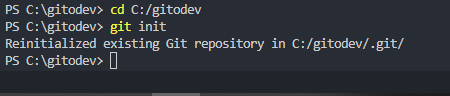 PS C:\gitodev> cd C:/gitodev
PS C:\gitodev> git init
Reinitialized existing Git repository in C:/gitodev/.git/
PS C:\gitodev>